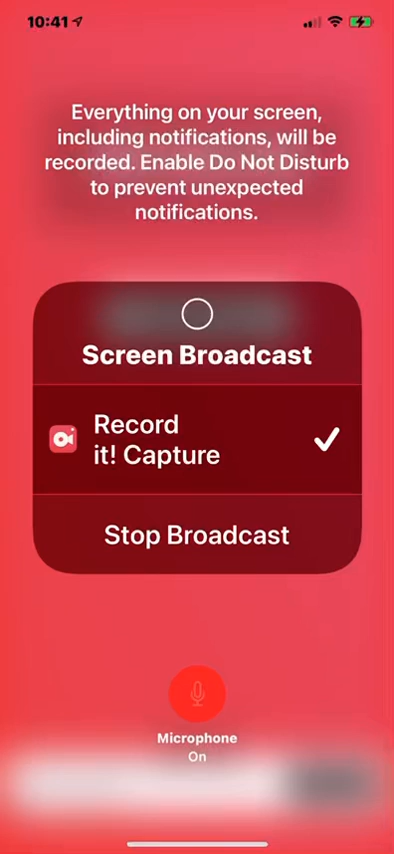 10:41
Everything on your screen,
including notifications, will be
recorded. Enable Do Not Disturb
to prevent unexpected
notifications.
Screen Broadcast
Record
it! Capture
Stop Broadcast
Microphone
On